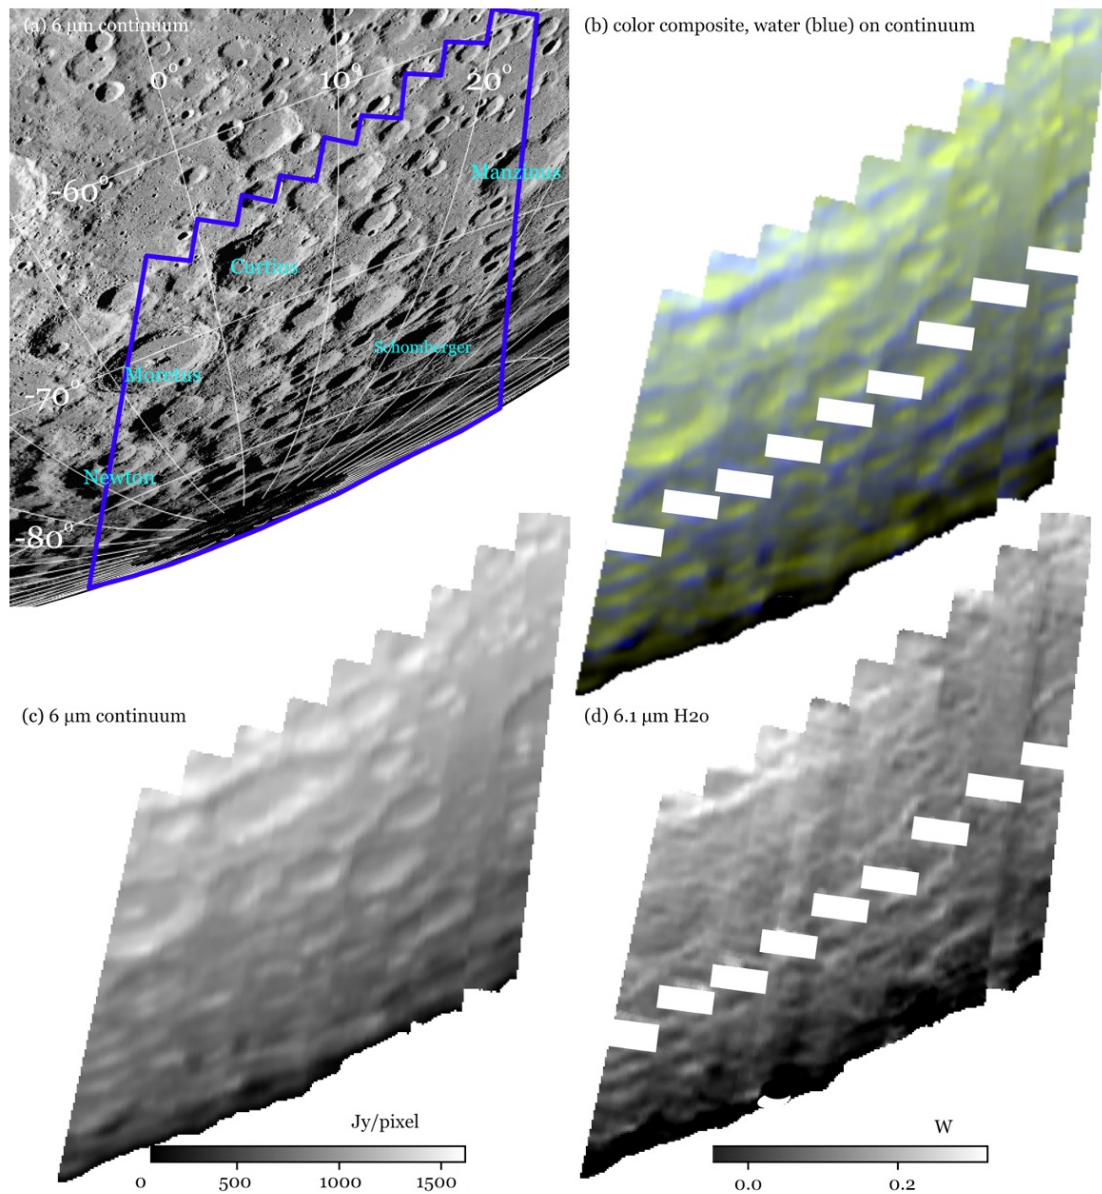 (a) 6 µm continuum
(b) color composite, water (blue) on continuum
0°
10°
20°
-60°
Manzinus
Curtius
Schomberger
Moretus
-70°
Newton
-80°
(c) 6 µm continuum
(d) 6.1 µm H2o
Jy/pixel
W
0 500 1000 1500
0.0 0.2